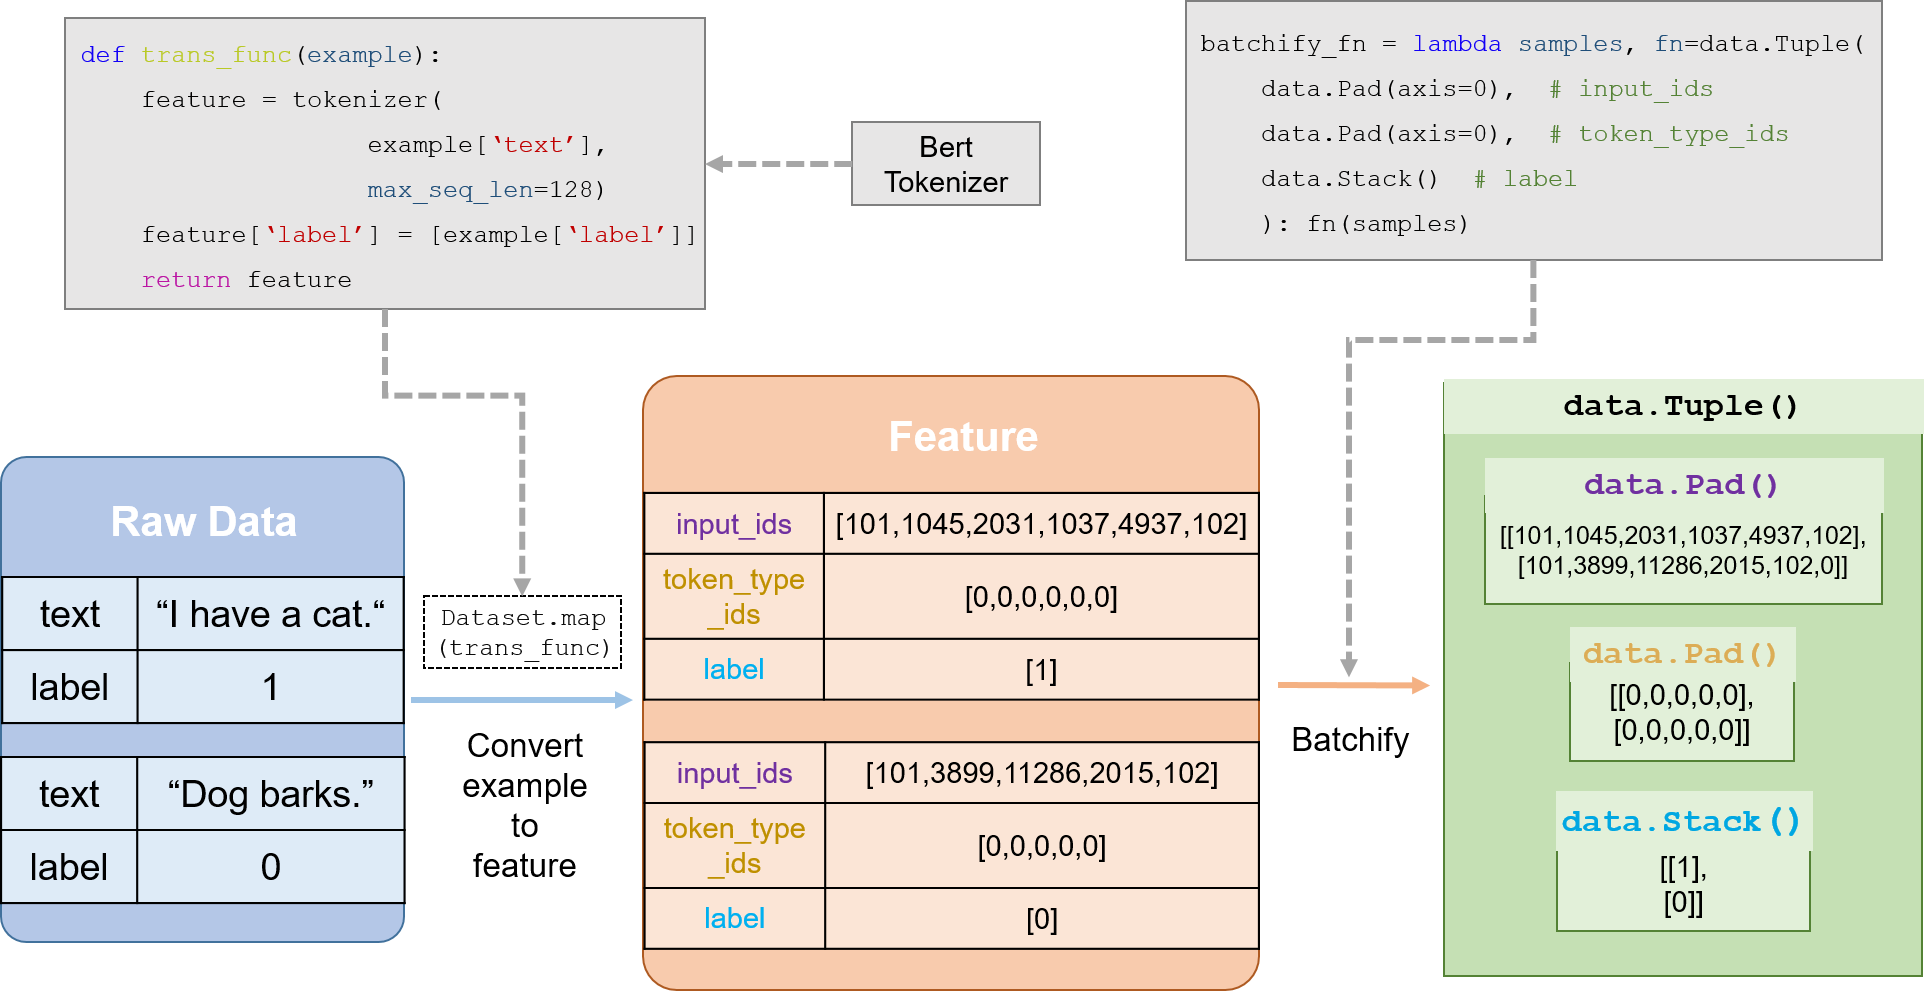 def trans_func(example):
feature = tokenizer(
example[‘text’],
max_seq_len=128)
feature[‘label’] = [example[‘label’]]
return feature
Bert
Tokenizer
batchify_fn = lambda samples, fn=data.Tuple(
data.Pad(axis=0),  # input_ids
data.Pad(axis=0),  # token_type_ids
data.Stack()  # label
): fn(samples)
Raw Data
text “I have a cat.“
label 1
text “Dog barks.”
label 0
Dataset.map
(trans_func)
Convert
example
to
feature
Feature
input_ids [101,1045,2031,1037,4937,102]
token_type
_ids [0,0,0,0,0,0]
label [1]
input_ids [101,3899,11286,2015,102]
token_type
_ids [0,0,0,0,0]
label [0]
Batchify
data.Tuple()
data.Pad()
[[101,1045,2031,1037,4937,102],
[101,3899,11286,2015,102,0]]
data.Pad()
[[0,0,0,0,0],
[0,0,0,0,0]]
data.Stack()
[[1],
[0]]